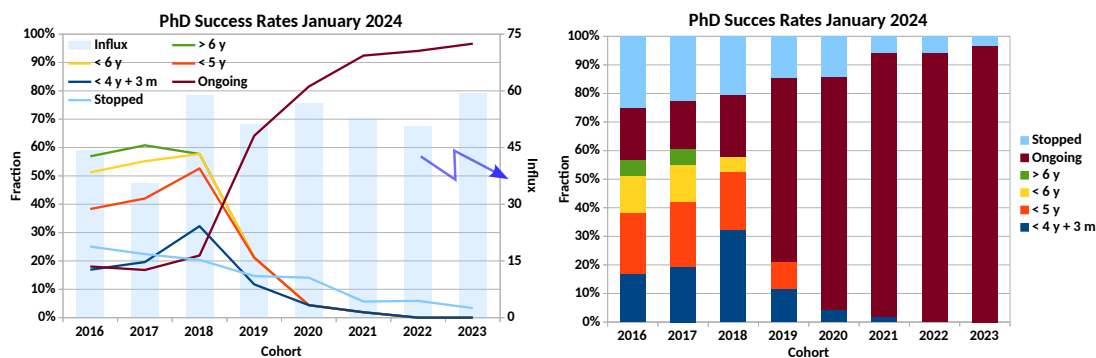 PhD Success Rates January 2024
100%
90%
80%
70%
60%
50%
40%
30%
20%
10%
0%
Fraction
Influx
> 6 y
< 6 y
< 5 y
< 4 y + 3 m
Ongoing
Stopped
75
60
45
30
15
0
Influx
2016 2017 2018 2019 2020 2021 2022 2023
Cohort
PhD Succes Rates January 2024
100%
90%
80%
70%
60%
50%
40%
30%
20%
10%
0%
Fraction
2016 2017 2018 2019 2020 2021 2022 2023
Cohort
Stopped
Ongoing
> 6 y
< 6 y
< 5 y
< 4 y + 3 m